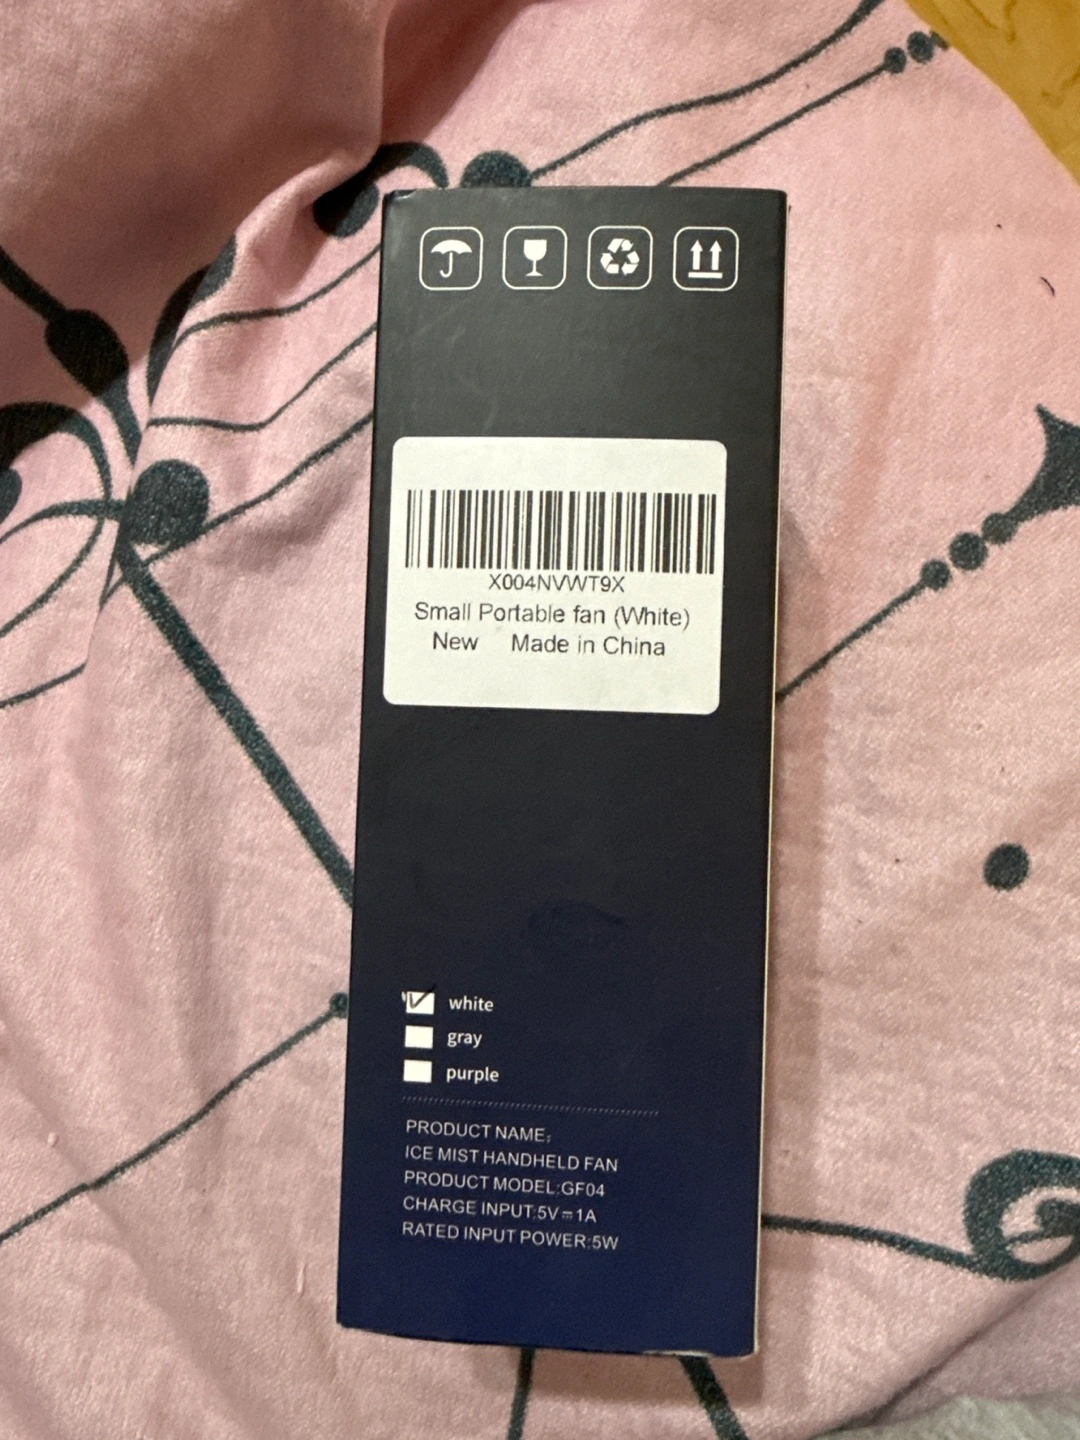 X004NVWT9X
Small Portable fan (White)
New Made in China
white
gray
purple
PRODUCT NAME:
ICE MIST HANDHELD FAN
PRODUCT MODEL:GF04
CHARGE INPUT:5V⎓1A
RATED INPUT POWER:5W